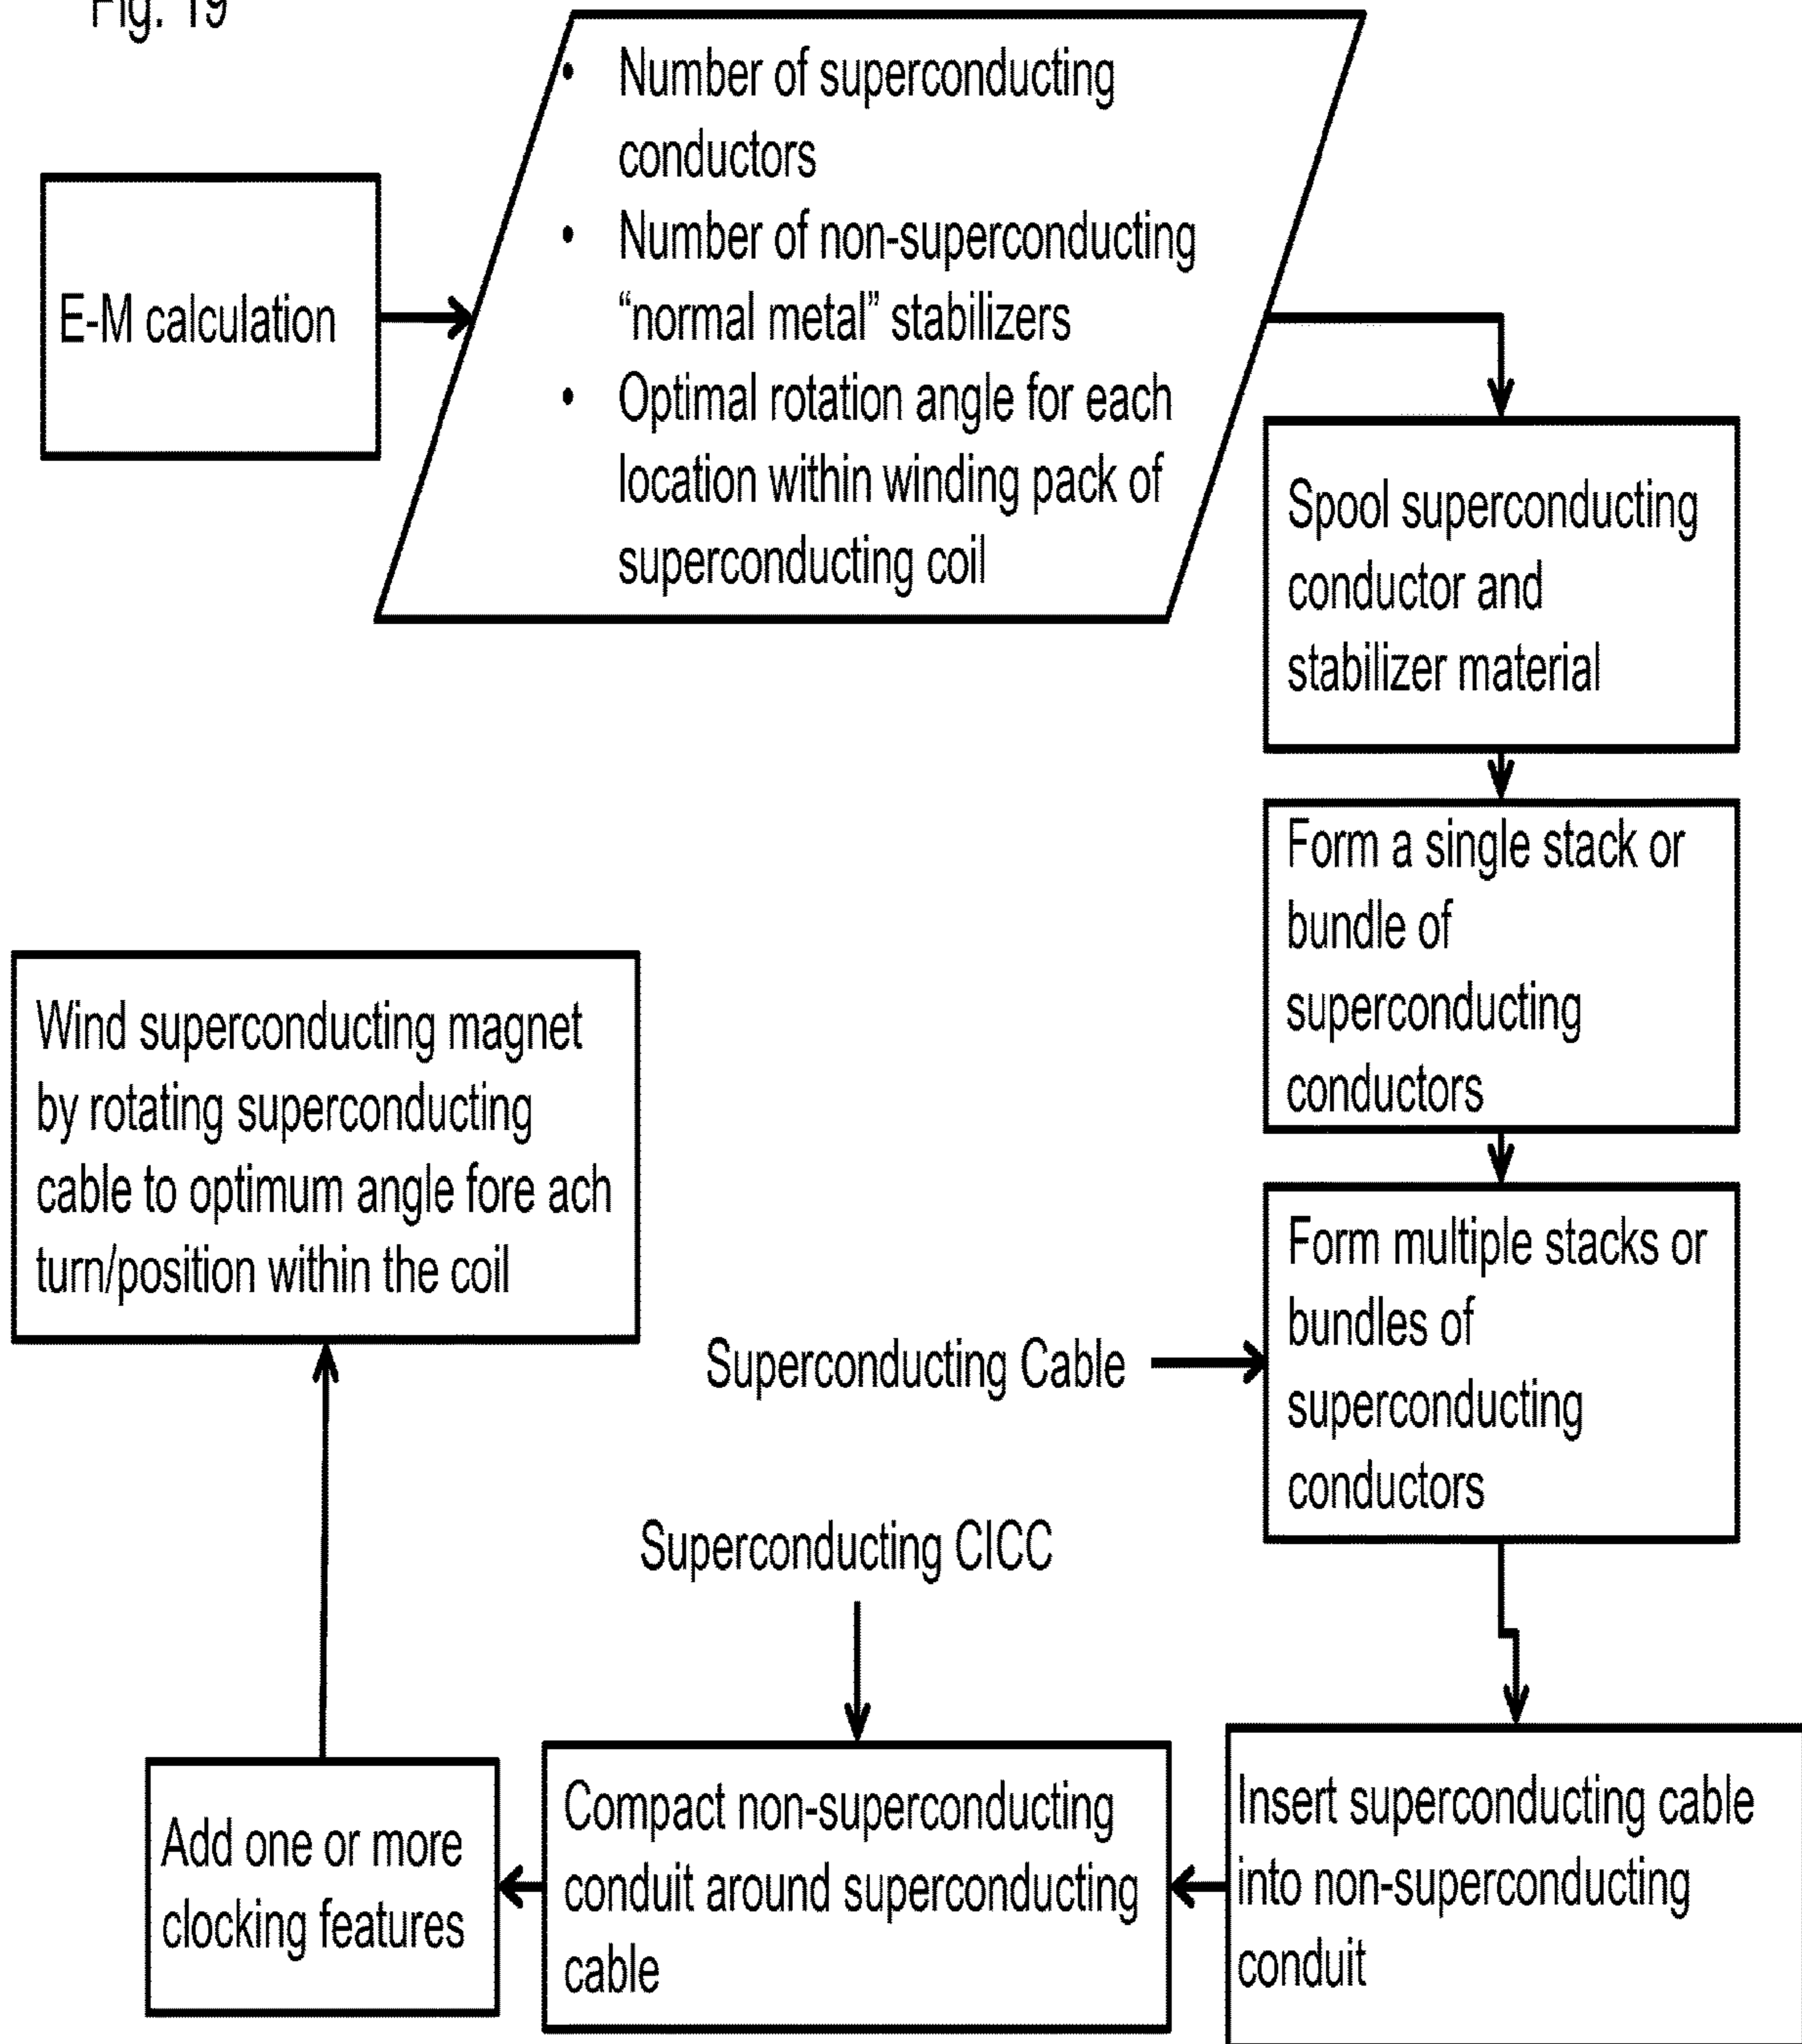 Fig. 19
E-M calculation
• Number of superconducting
conductors
• Number of non-superconducting
“normal metal” stabilizers
• Optimal rotation angle for each
location within winding pack of
superconducting coil
Spool superconducting
conductor and
stabilizer material
Form a single stack or
bundle of
superconducting
conductors
Form multiple stacks or
bundles of
superconducting
conductors
Superconducting Cable
Insert superconducting cable
into non-superconducting
conduit
Superconducting CICC
Compact non-superconducting
conduit around superconducting
cable
Add one or more
clocking features
Wind superconducting magnet
by rotating superconducting
cable to optimum angle fore ach
turn/position within the coil